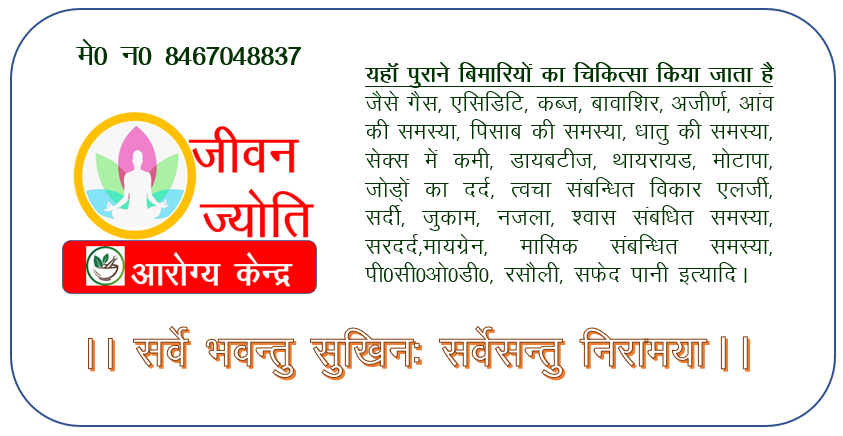 मे0 न0 8467048837
जीवन
ज्योति
आरोग्य केन्द्र
यहॉ पुराने बिमारियों का चिकित्सा किया जाता है
जैसे गैस, एसिडिटि, कब्ज, बावाशिर, अजीर्ण, आंव
की समस्या, पिसाब की समस्या, धातु की समस्या,
सेक्स में कमी, डायबटीज, थायरायड, मोटापा,
जोड़ों का दर्द, त्वचा संबन्धित विकार एलर्जी,
सर्दी, जुकाम, नजला, श्वास संबधित समस्या,
सरदर्द,मायग्रेन, मासिक संबन्धित समस्या,
पी0सी0ओ0डी0, रसौली, सफेद पानी इत्यादि।
।। सर्वे भवन्तु सुखिनः सर्वेसन्तु निरामया।।